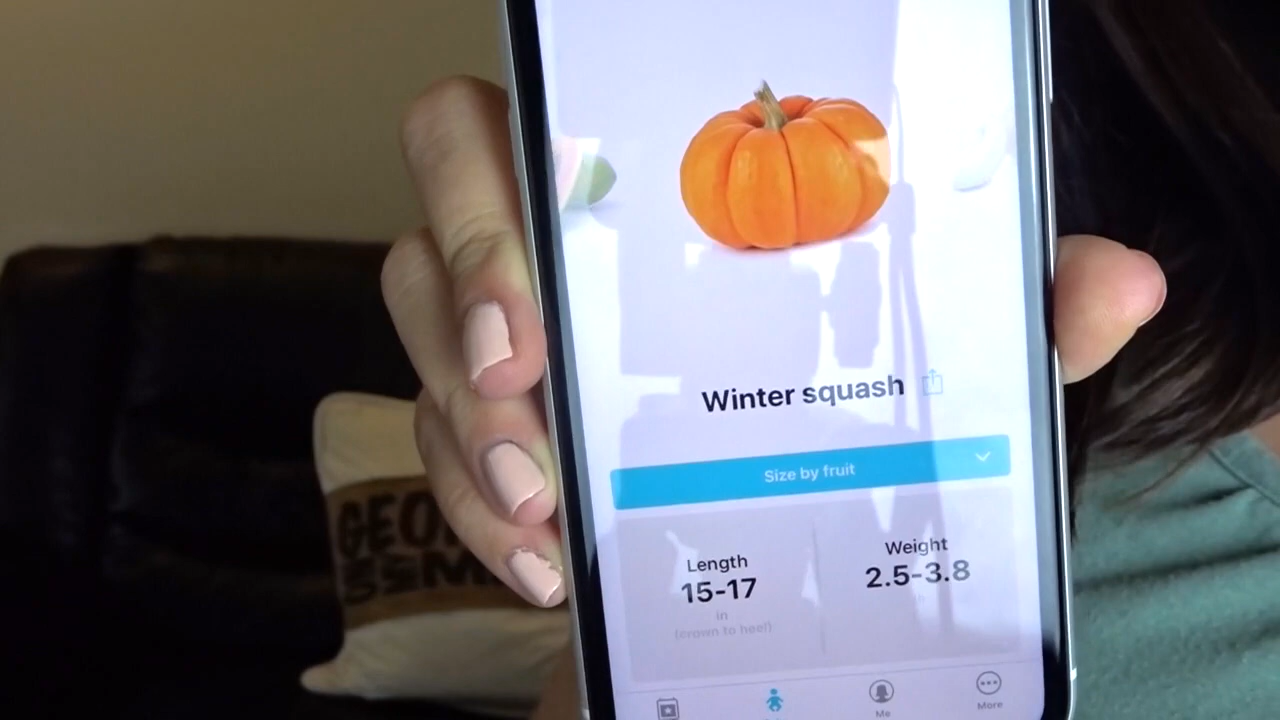 Winter squash
Size by fruit
Length
15-17
in
(crown to heel)
Weight
2.5-3.8
Me
More